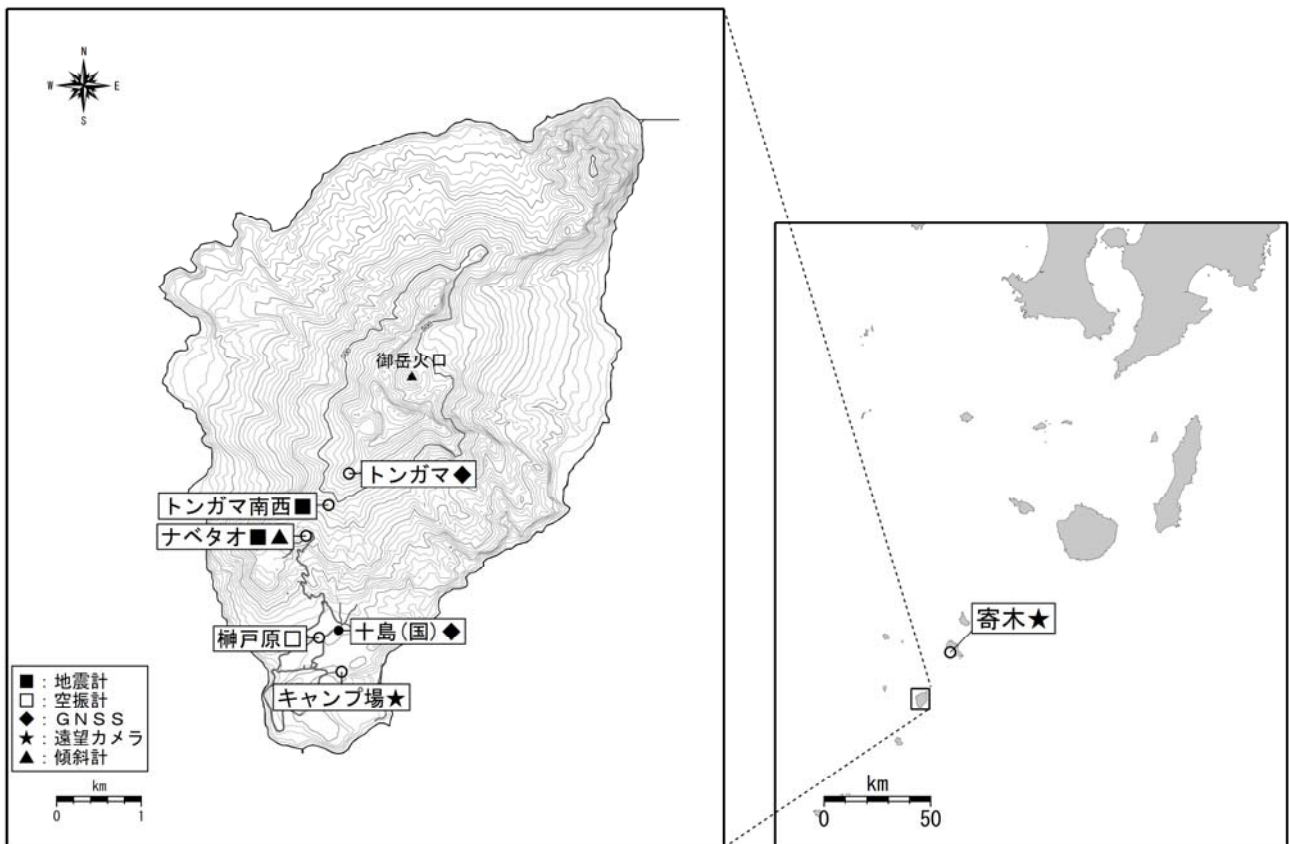 N
W E
S
御岳火口
トンガマ◆
トンガマ南西■
ナベタオ■▲
榊戸原□
十島(国)◆
キャンプ場★
■:地震計
□:空振計
◆:GNSS
★:遠望カメラ
▲:傾斜計
km
0 1
寄木★
km
0 50